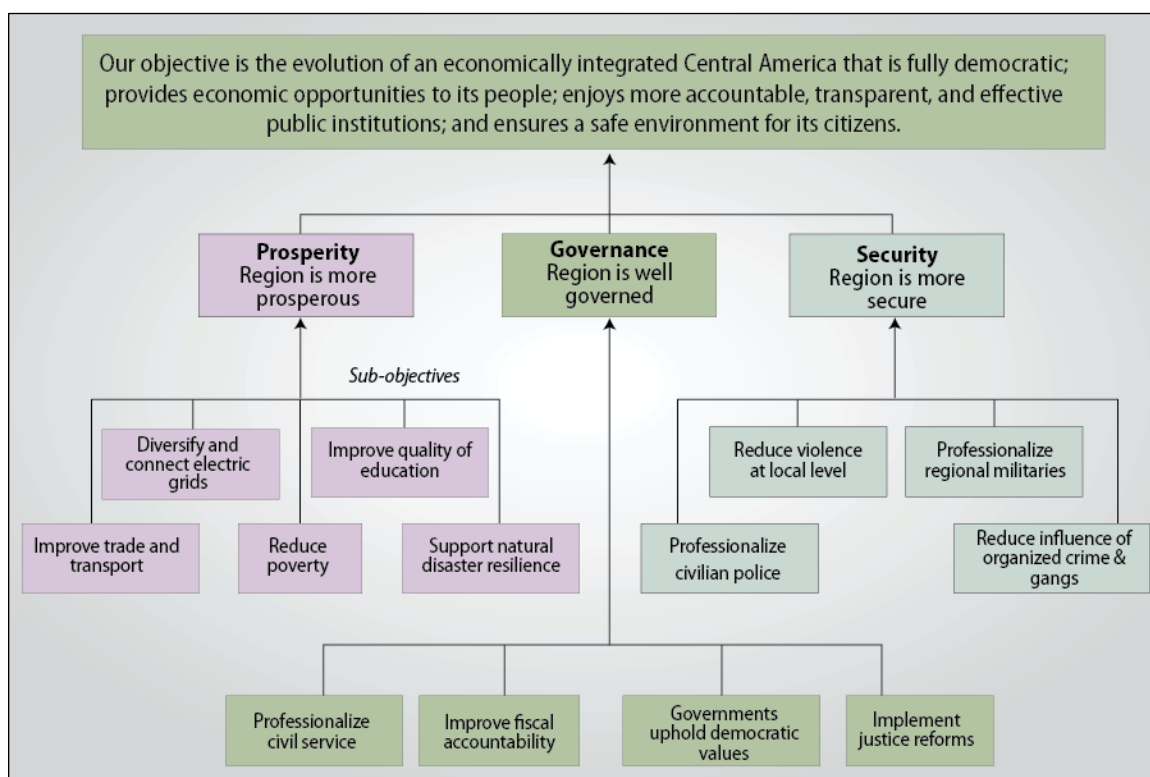 Our objective is the evolution of an economically integrated Central America that is fully democratic;
provides economic opportunities to its people; enjoys more accountable, transparent, and effective
public institutions; and ensures a safe environment for its citizens.
Prosperity
Region is more
prosperous
Governance
Region is well
governed
Security
Region is more
secure
Sub-objectives
Diversify and
connect electric
grids
Improve quality of
education
Reduce violence
at local level
Professionalize
regional militaries
Improve trade and
transport
Reduce
poverty
Support natural
disaster resilience
Professionalize
civilian police
Reduce influence of
organized crime &
gangs
Professionalize
civil service
Improve fiscal
accountability
Governments
uphold democratic
values
Implement
justice reforms